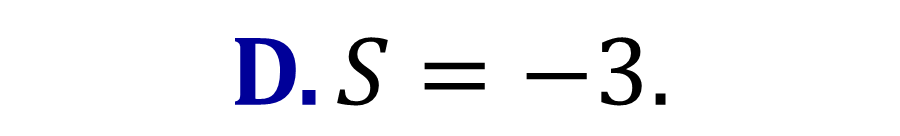 D. S = −3.